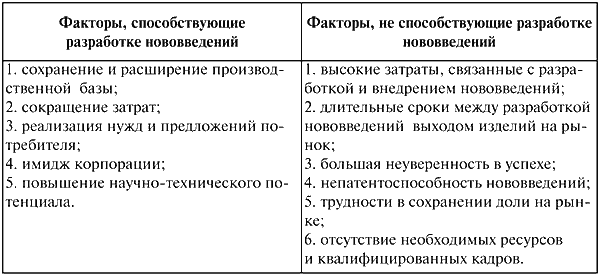 Факторы, способствующие
разработке нововведений
1. сохранение и расширение производ-
ственной базы;
2. сокращение затрат;
3. реализация нужд и предложений по-
требителя;
4. имидж корпорации;
5. повышение научно-технического по-
тенциала.
Факторы, не способствующие разработке
нововведений
1. высокие затраты, связанные с разра-
боткой и внедрением нововведений;
2. длительные сроки между разработкой
нововведений выходом изделий на ры-
нок;
3. большая неуверенность в успехе;
4. непатентоспособность нововведений;
5. трудности в сохранении доли на рын-
ке;
6. отсутствие необходимых ресурсов
и квалифицированных кадров.